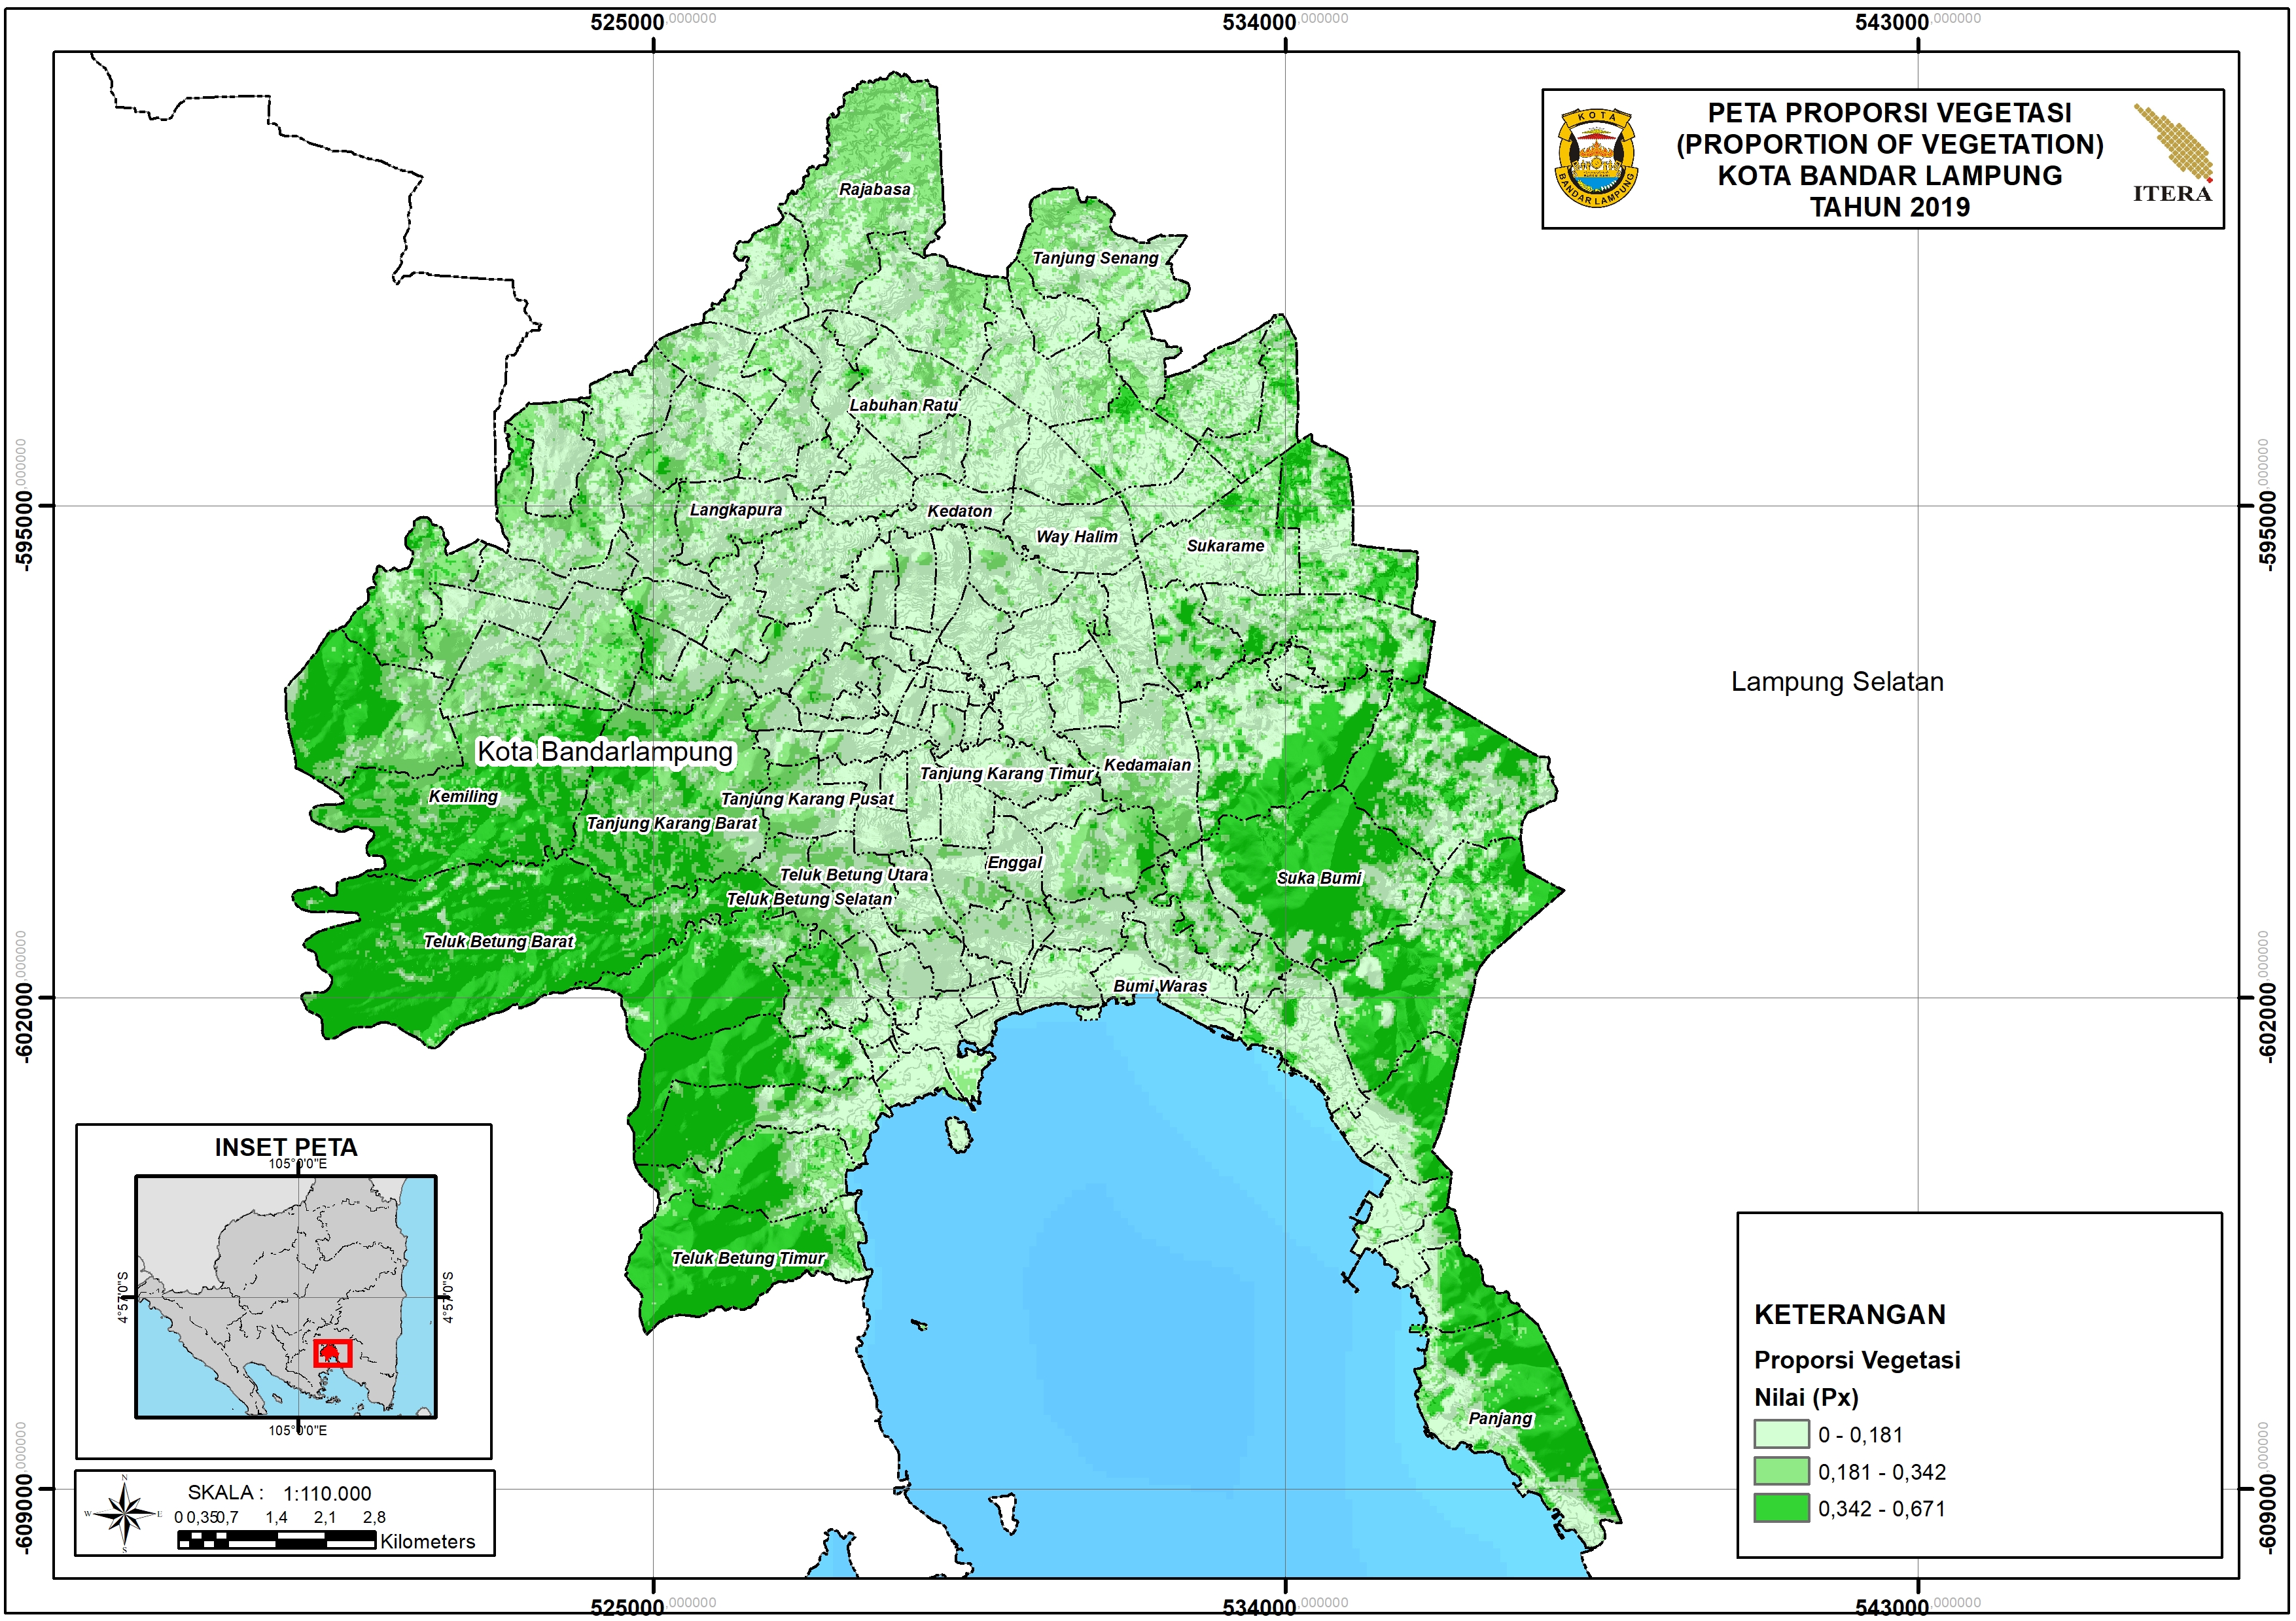 525000,000000
534000,000000
543000,000000
PETA PROPORSI VEGETASI
(PROPORTION OF VEGETATION)
KOTA BANDAR LAMPUNG
TAHUN 2019
KOTA
BANDAR LAMPUNG
ITERA
Rajabasa
Tanjung Senang
Labuhan Ratu
-595000,000000
-595000,000000
Langkapura
Kedaton
Way Halim
Sukarame
Lampung Selatan
Kota Bandarlampung
Kedamaian
Tanjung Karang Timur
Kemiling
Tanjung Karang Pusat
Tanjung Karang Barat
Enggal
Teluk Betung Utara
Suka Bumi
Teluk Betung Selatan
Teluk Betung Barat
Bumi Waras
-602000,000000
-602000,000000
Teluk Betung Timur
Panjang
INSET PETA
105°0'0"E
4°57'0"S
4°57'0"S
105°0'0"E
KETERANGAN
Proporsi Vegetasi
Nilai (Px)
0 - 0,181
0,181 - 0,342
0,342 - 0,671
N
W
E
S
SKALA : 1:110.000
0 0,35 0,7 1,4 2,1 2,8
Kilometers
-609000,000000
-609000,000000
525000,000000
534000,000000
543000,000000